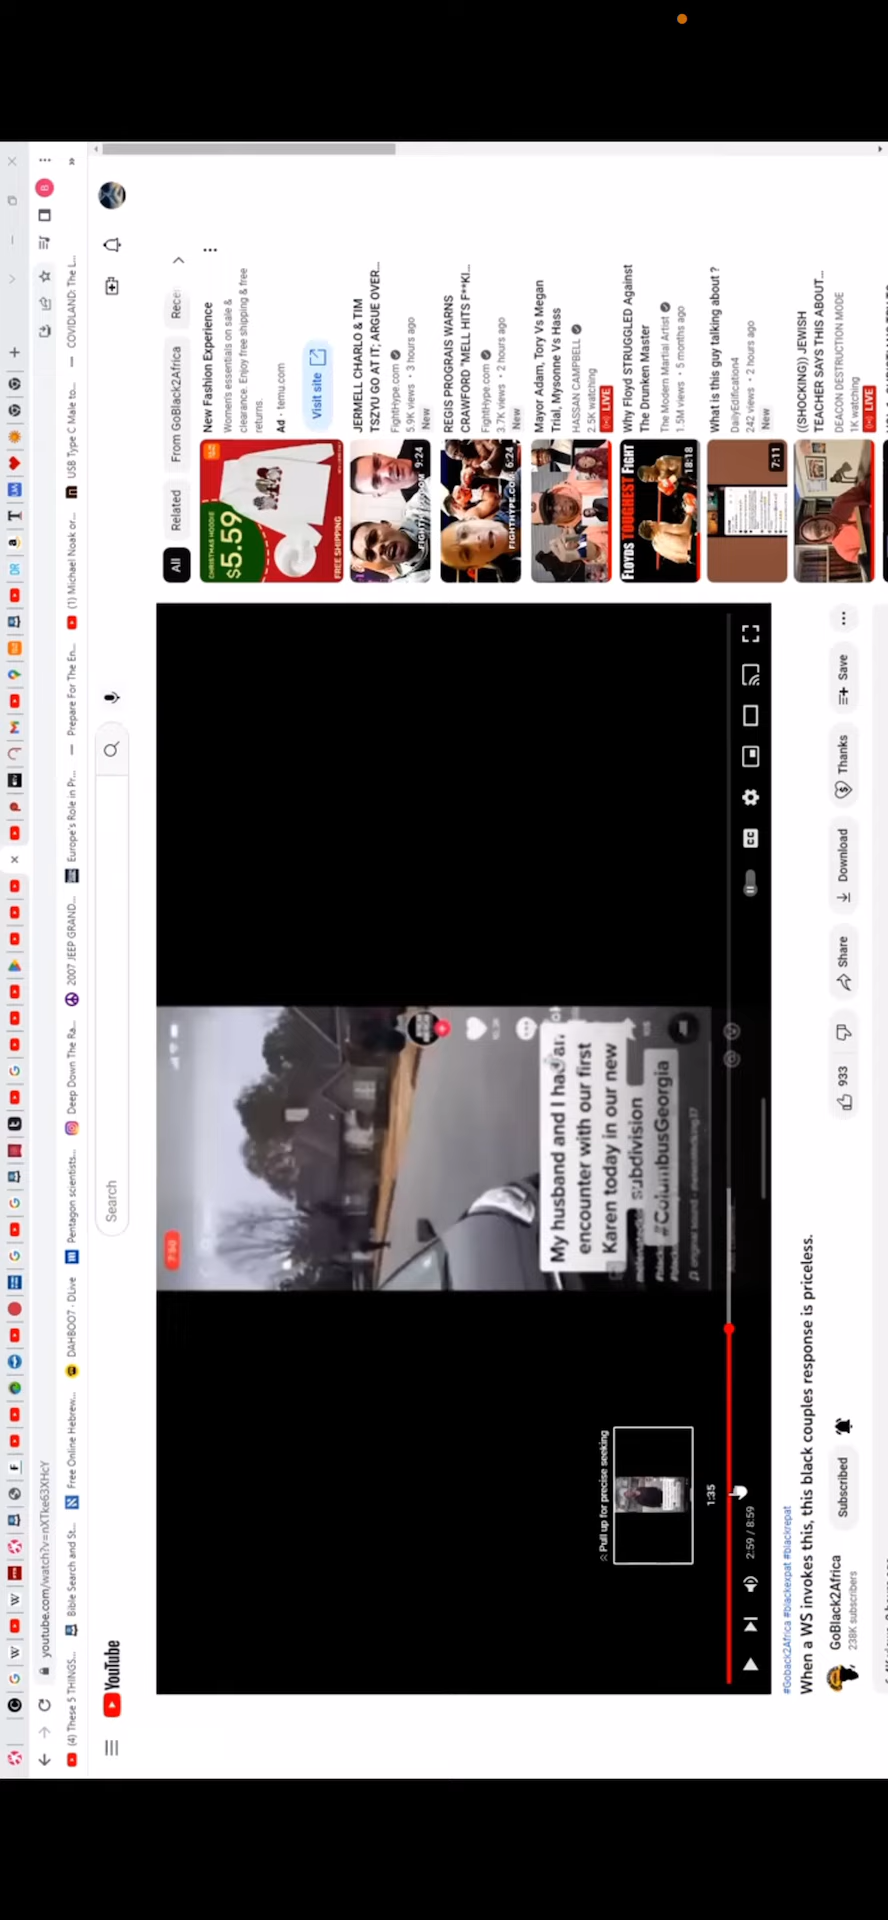 (4) These 5 THINGS...
Bible Search and St...
Free Online Hebrew...
DAHBOO7 - DLive
Pentagon scientists...
Deep Down The Ra...
2007 JEEP GRAND...
Europe's Role in Pr...
Prepare For The En...
(1) Michael Noak or...
USB Type C Male to...
COVIDLAND: The L...
youtube.com/watch?v=nXTke63XHcY
YouTube
Search
7:50
My husband and I had an
encounter with our first
Karen today in our new
subdivision
#ColumbusGeorgia
Pull up for precise seeking
1:35
2:59 / 8:59
CC
#Goback2Africa #blackexpat #blackrepat
When a WS invokes this, this black couples response is priceless.
GoBlack2Africa
238K subscribers
Subscribed
933
Share
Download
Thanks
Save
All
Related
From GoBlack2Africa
Rece
CHRISTMAS HOODIE
$5.59
FREE SHIPPING
New Fashion Experience
Women's essentials on sale &
clearance. Enjoy free shipping & free
returns.
Ad · temu.com
Visit site
9:24
JERMELL CHARLO & TIM
TSZYU GO AT IT; ARGUE OVER...
FightHype.com
5.9K views • 3 hours ago
New
FIGHTHYPE.COM
6:24
REGIS PROGRAIS WARNS
CRAWFORD "MELL HITS F**KI...
FightHype.com
3.7K views • 2 hours ago
New
Mayor Adam, Tory Vs Megan
Trial, Mysonne Vs Hass
HASSAN CAMPBELL
2.5K watching
LIVE
FLOYDS TOUGHEST FIGHT
18:18
Why Floyd STRUGGLED Against
The Drunken Master
The Modern Martial Artist
1.5M views • 5 months ago
7:11
What is this guy talking about ?
DailyEdification4
242 views • 2 hours ago
New
((SHOCKING)) JEWISH
TEACHER SAYS THIS ABOUT...
DEACON DESTRUCTION MODE
1K watching
LIVE